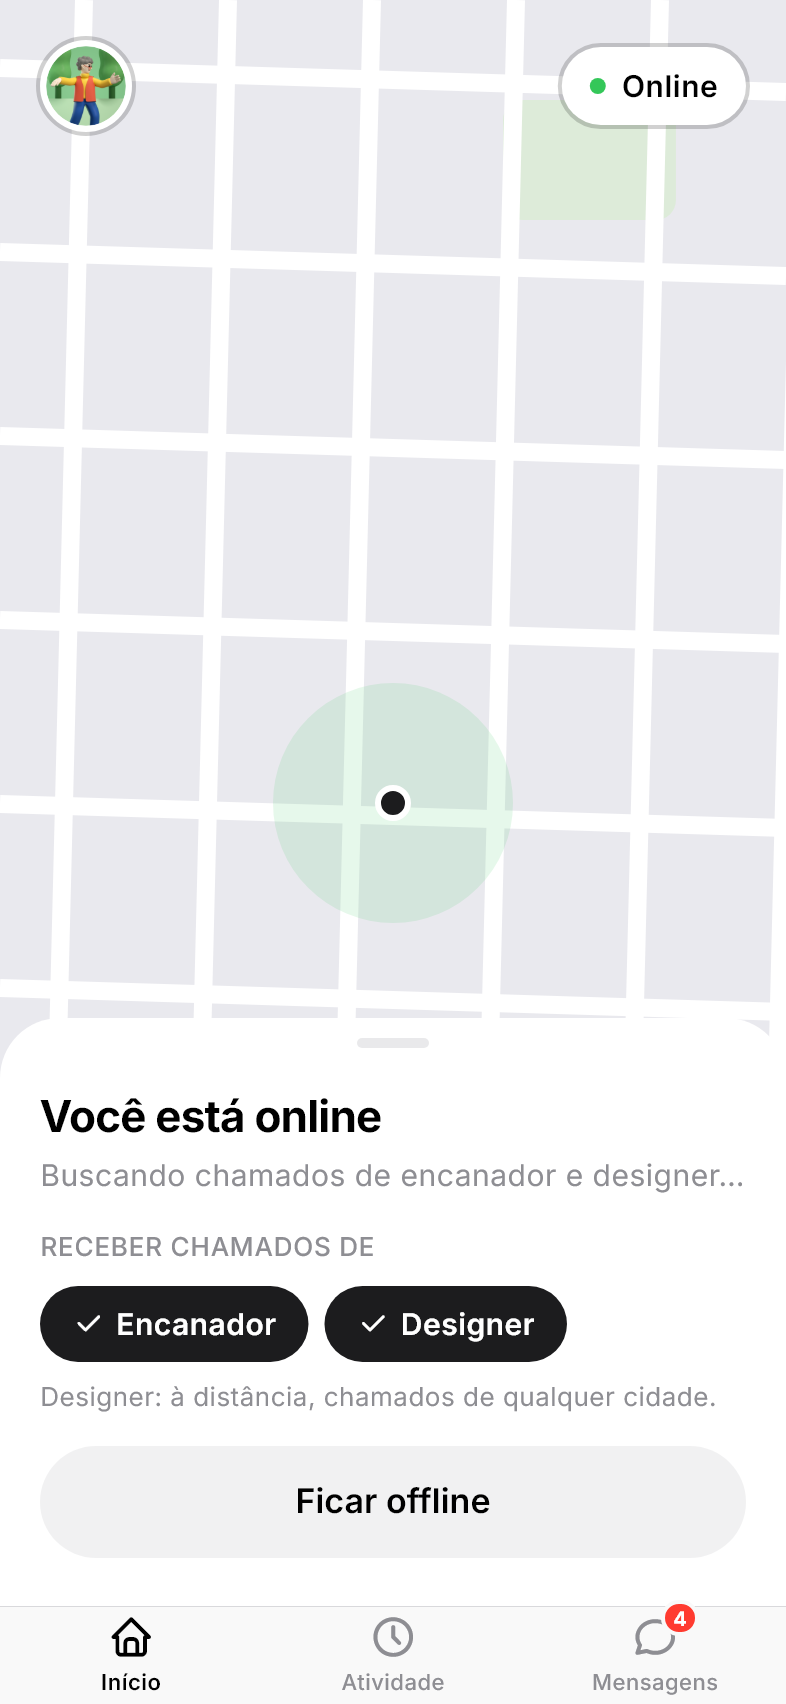 Online
Você está online
Buscando chamados de encanador e designer...
RECEBER CHAMADOS DE
Encanador
Designer
Designer: à distância, chamados de qualquer cidade.
Ficar offline
4
Início
Atividade
Mensagens